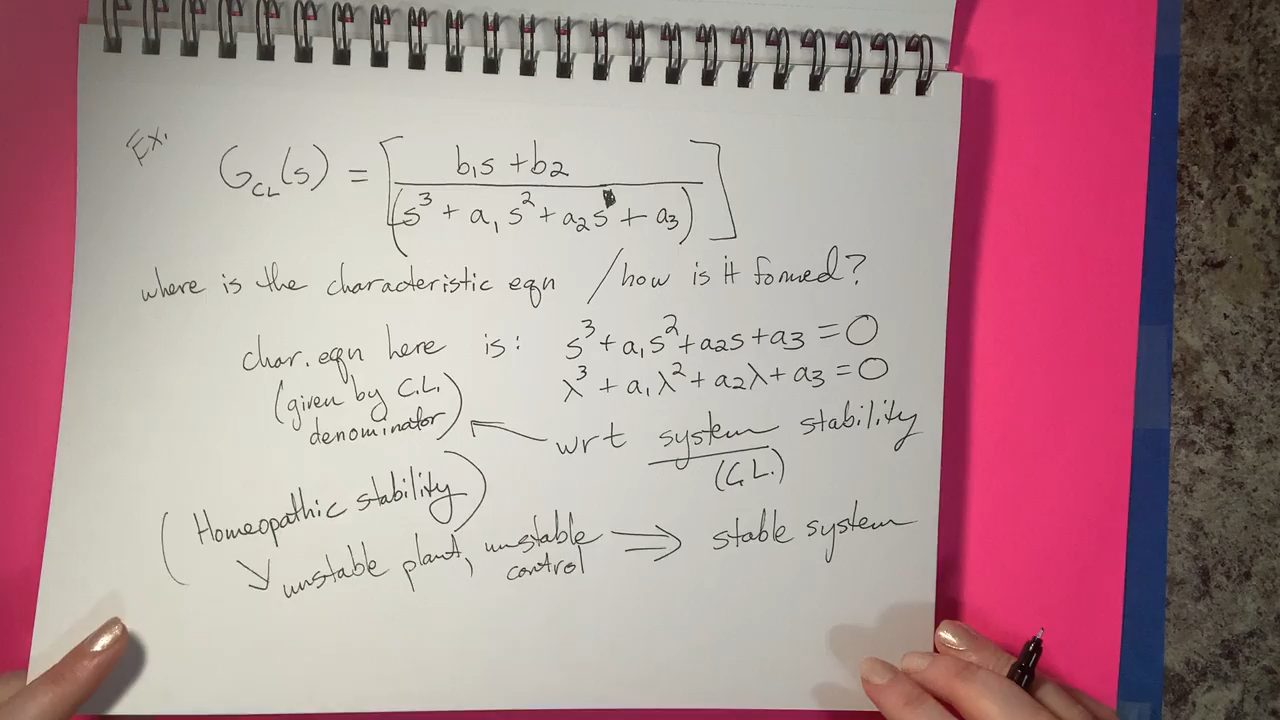 Ex.
G_CL(s) = [ (b₁s + b₂) / (s³ + a₁s² + a₂s + a₃) ]
where is the characteristic eqn / how is it formed?
char. eqn here is: s³ + a₁s² + a₂s + a₃ = 0
λ³ + a₁λ² + a₂λ + a₃ = 0
(given by C.L.
denominator)
wrt system stability
(C.L.)
(Homeopathic stability)
unstable plant, unstable control ⇒ stable system